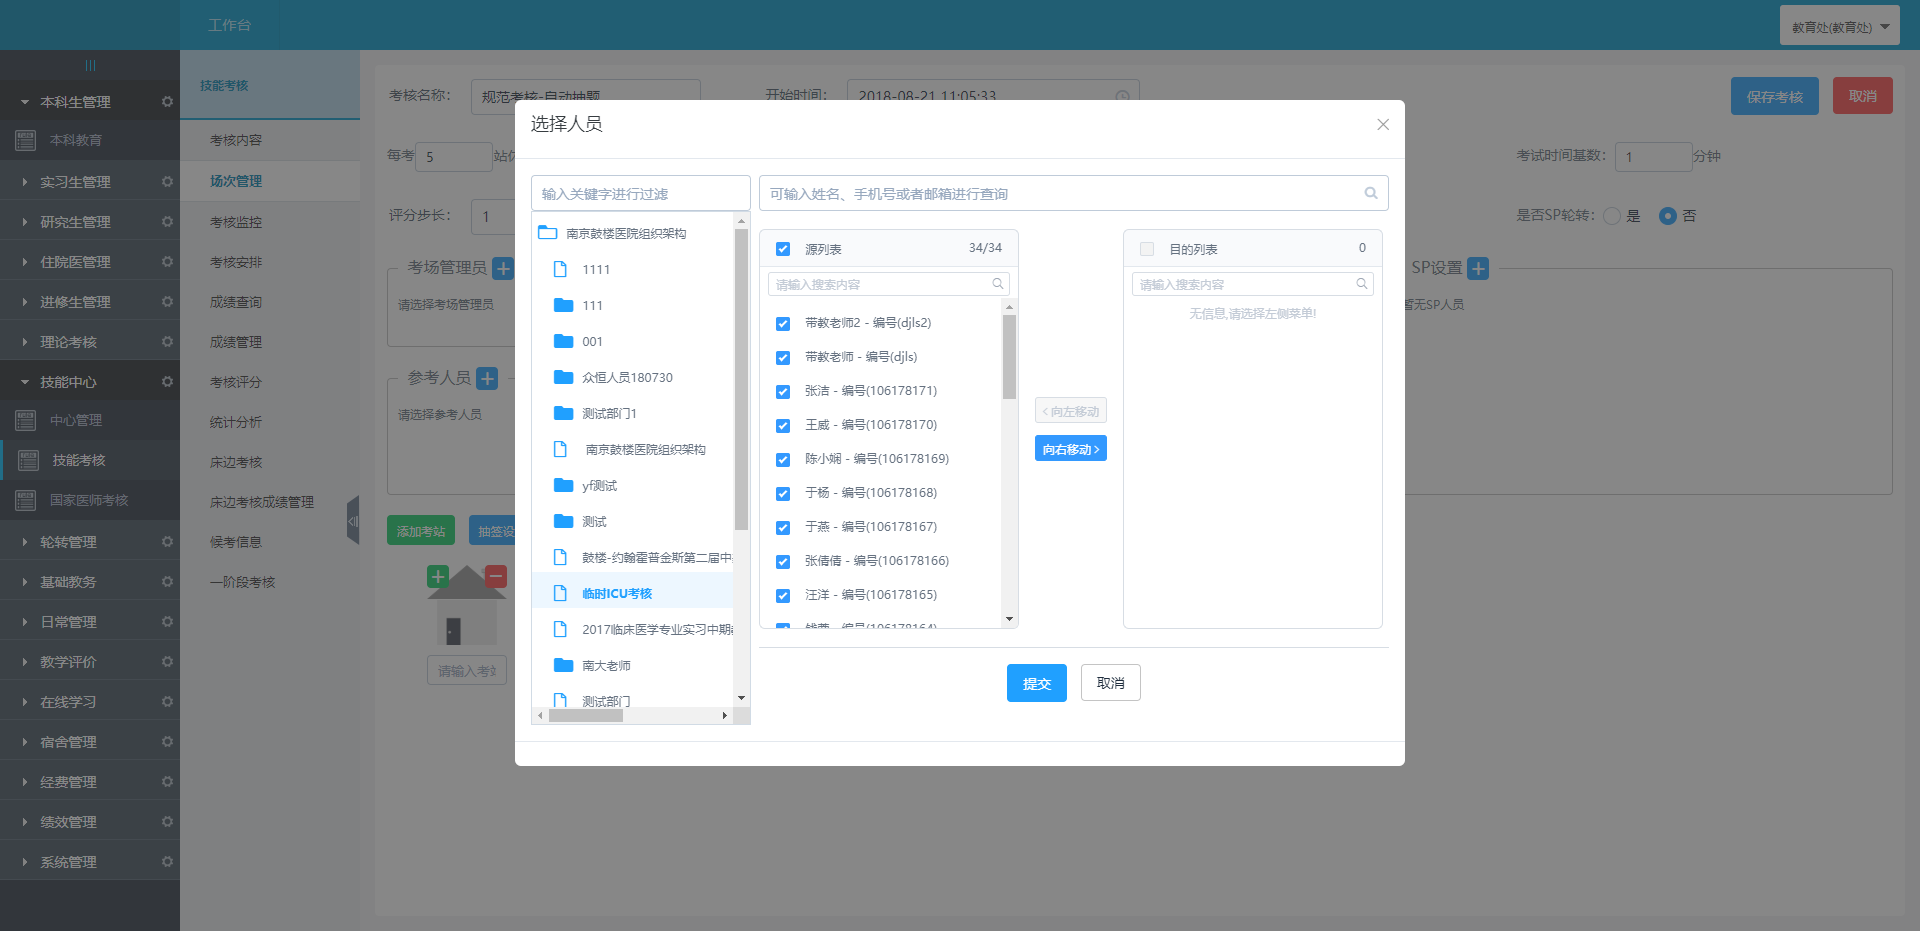 工作台
教育处(教育处)
本科生管理
本科教育
实习生管理
研究生管理
住院医管理
进修生管理
理论考核
技能中心
中心管理
技能考核
国家医师考核
轮转管理
基础教务
日常管理
教学评价
在线学习
宿舍管理
经费管理
绩效管理
系统管理
技能考核
考核内容
场次管理
考核监控
考核安排
成绩查询
成绩管理
考核评分
统计分析
床边考核
床边考核成绩管理
候考信息
一阶段考核
考核名称:
规范考核-自动抽题
开始时间:
2018-08-21 11:05:33
保存考核
取消
每考 5 站
考试时间基数: 1 分钟
评分步长: 1
是否SP轮转: 是 否
考场管理员
请选择考场管理员
SP设置
暂无SP人员
参考人员
请选择参考人员
添加考站
抽签设
请输入考站
选择人员
输入关键字进行过滤
可输入姓名、手机号或者邮箱进行查询
南京鼓楼医院组织架构
1111
111
001
众恒人员180730
测试部门1
南京鼓楼医院组织架构
yf测试
测试
鼓楼-约翰霍普金斯第二届中
临时ICU考核
2017临床医学专业实习中期
南大老师
测试部门
源列表 34/34
请输入搜索内容
带教老师2 - 编号(djls2)
带教老师 - 编号(djls)
张洁 - 编号(106178171)
王威 - 编号(106178170)
陈小娴 - 编号(106178169)
于杨 - 编号(106178168)
于燕 - 编号(106178167)
张倩倩 - 编号(106178166)
汪洋 - 编号(106178165)
编号(106178164)
向左移动
向右移动
目的列表 0
请输入搜索内容
无信息,请选择左侧菜单!
提交
取消